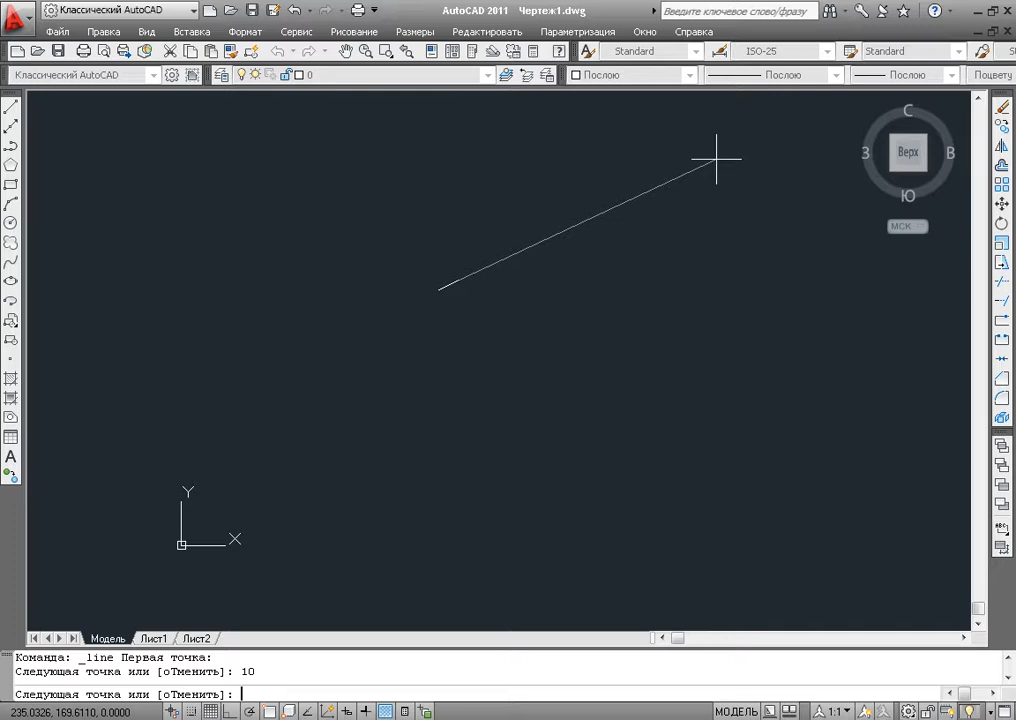 Классический AutoCAD AutoCAD 2011 Чертеж1.dwg Введите ключевое слово/фразу
Файл Правка Вид Вставка Формат Сервис Рисование Размеры Редактировать Параметризация Окно Справка
Standard ISO-25 Standard
Классический AutoCAD 0 Послою Послою Послою Поцвету
С
З Верх В
Ю
МСК
Y
X
Модель Лист1 Лист2
Команда: _line Первая точка:
Следующая точка или [оТменить]: 10
Следующая точка или [оТменить]:
235.0326, 169.6110, 0.0000 МОДЕЛЬ 1:1